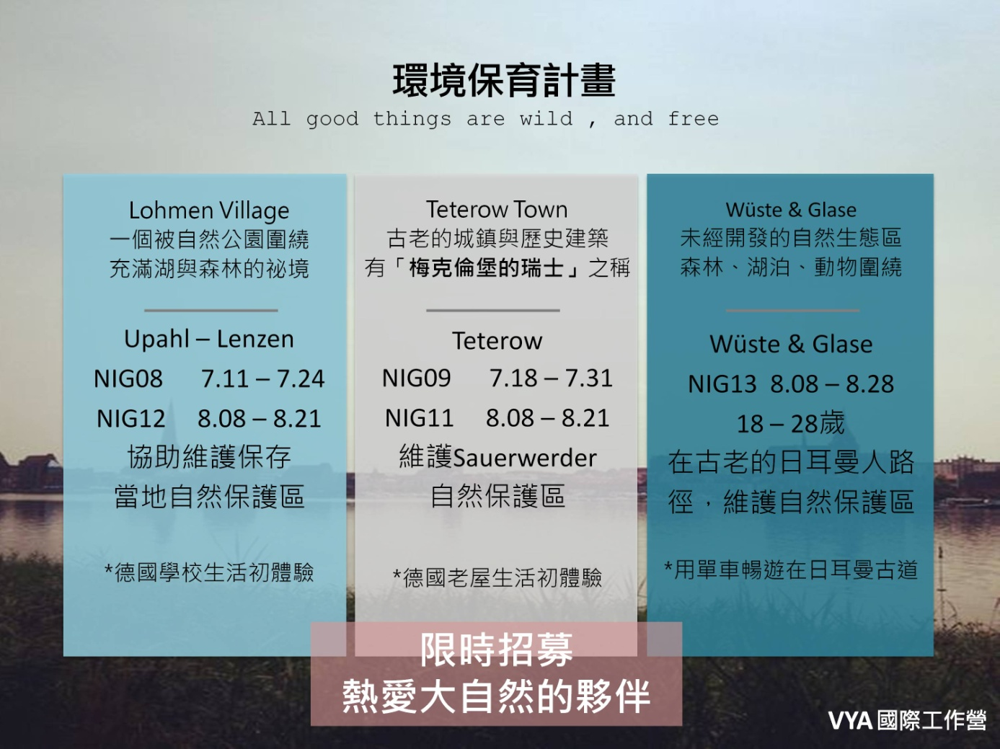 環境保育計畫
All good things are wild , and free
Lohmen Village
一個被自然公園圍繞
充滿湖與森林的祕境
Upahl – Lenzen
NIG08 7.11 – 7.24
NIG12 8.08 – 8.21
協助維護保存
當地自然保護區
*德國學校生活初體驗
Teterow Town
古老的城鎮與歷史建築
有「梅克倫堡的瑞士」之稱
Teterow
NIG09 7.18 – 7.31
NIG11 8.08 – 8.21
維護Sauerwerder
自然保護區
*德國老屋生活初體驗
Wüste & Glase
未經開發的自然生態區
森林、湖泊、動物圍繞
Wüste & Glase
NIG13 8.08 – 8.28
18 – 28歲
在古老的日耳曼人路
徑，維護自然保護區
*用單車暢遊在日耳曼古道
限時招募
熱愛大自然的夥伴
VYA國際工作營